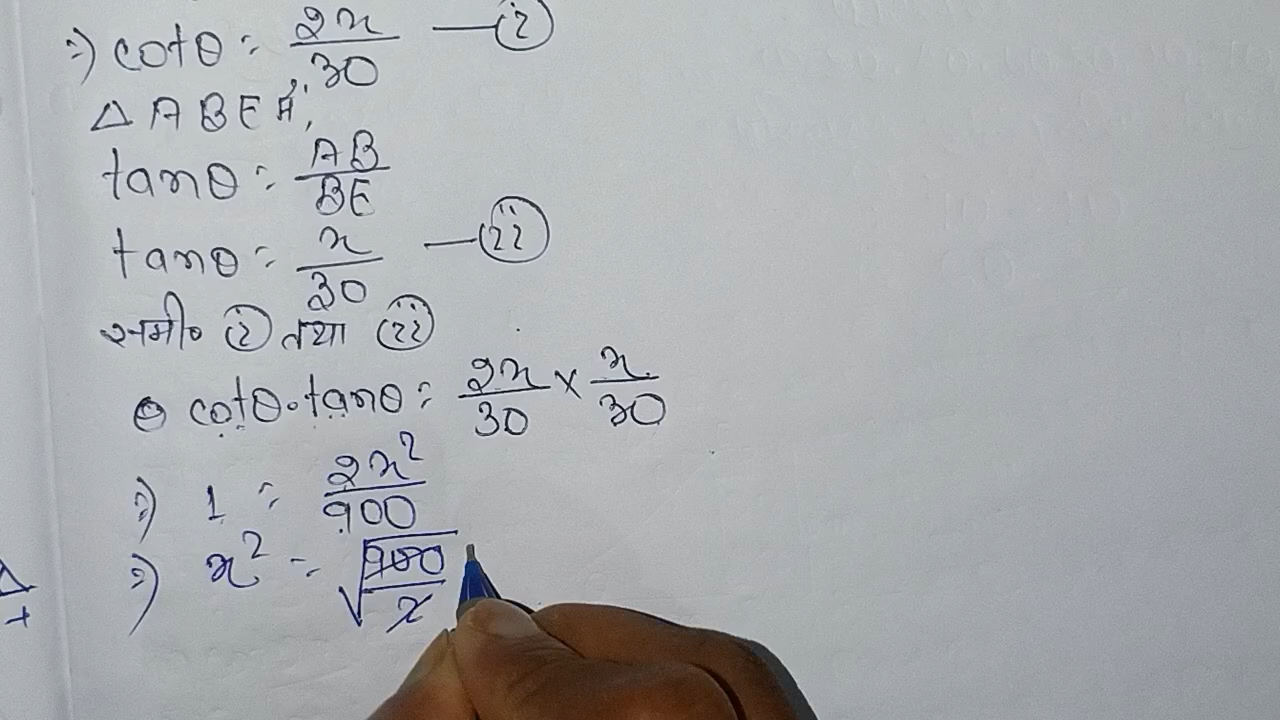 ⇒) cotθ = 2x/30 —(i)
Δ ABE में,
tanθ = AB/BE
tanθ = x/30 —(ii)
समी० (i) तथा (ii)
cotθ.tanθ = 2x/30 × x/30
⇒) 1 = 2x²/900
⇒) x² = √900/2